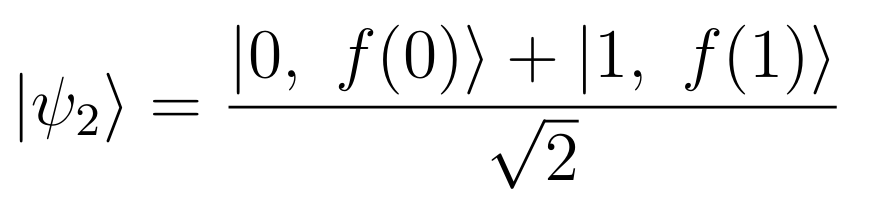 |ψ₂⟩ = (|0, f(0)⟩ + |1, f(1)⟩) / √2